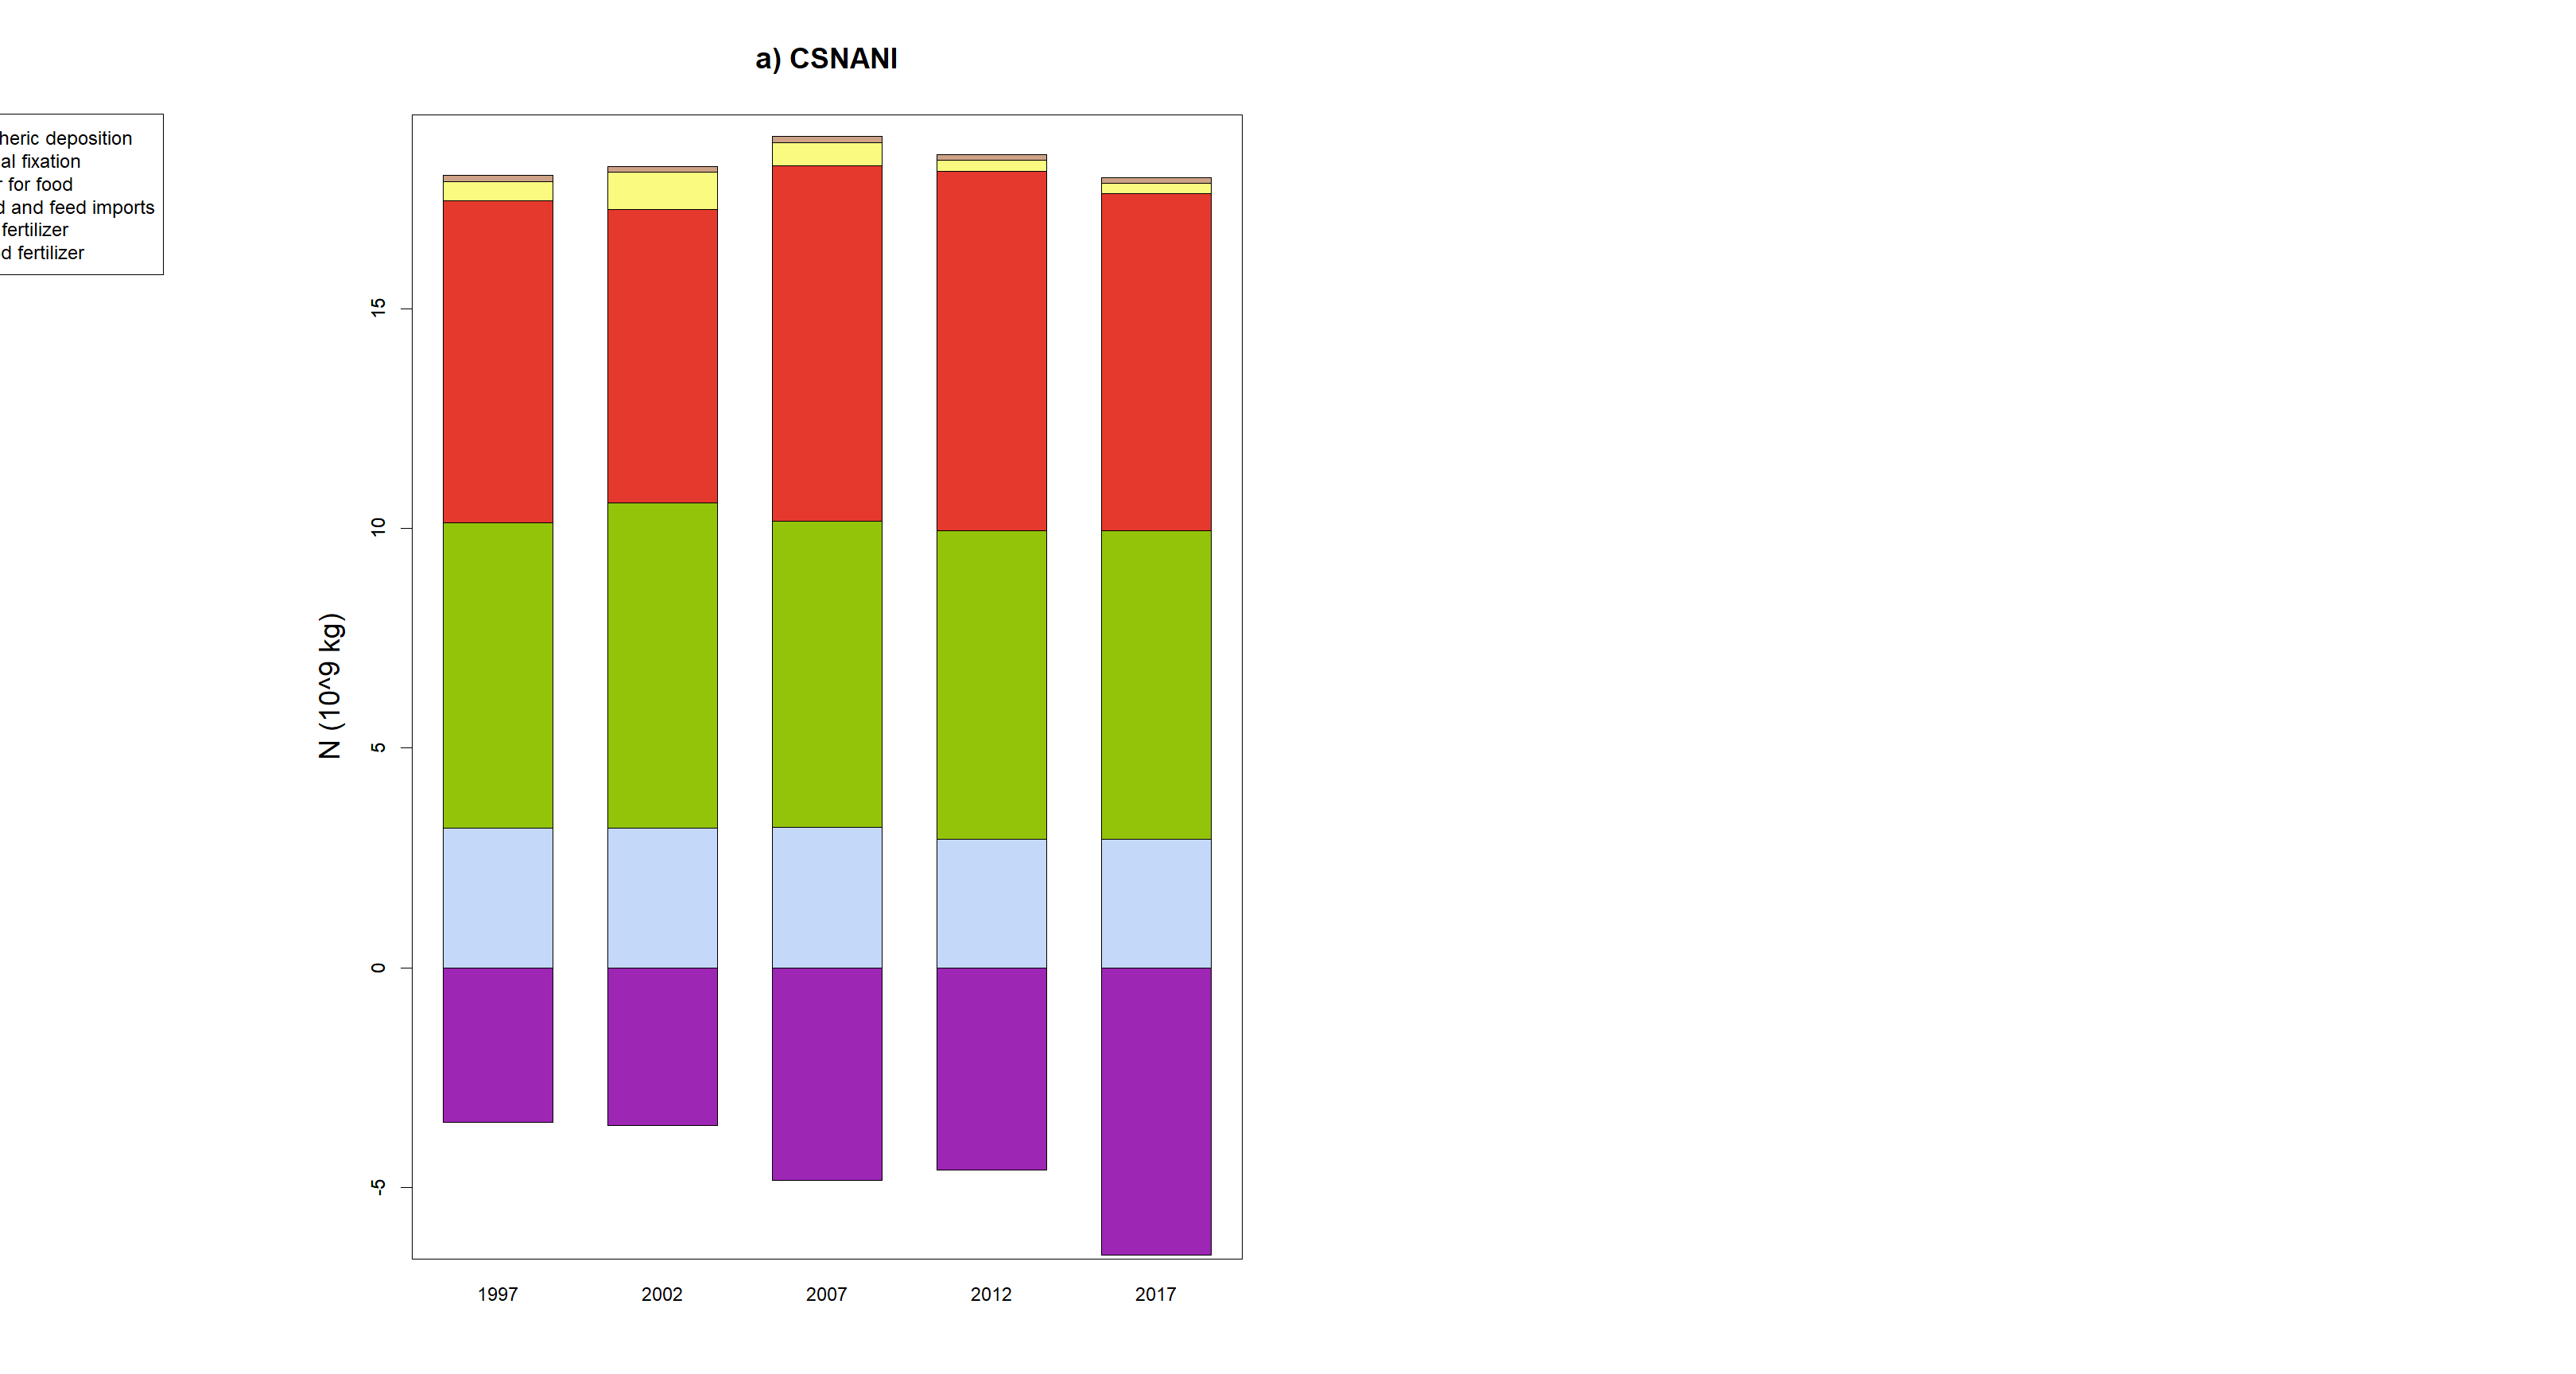 a) CSNANI
heric deposition
al fixation
r for food
d and feed imports
fertilizer
d fertilizer
N (10^9 kg)
15
10
5
0
-5
1997 2002 2007 2012 2017